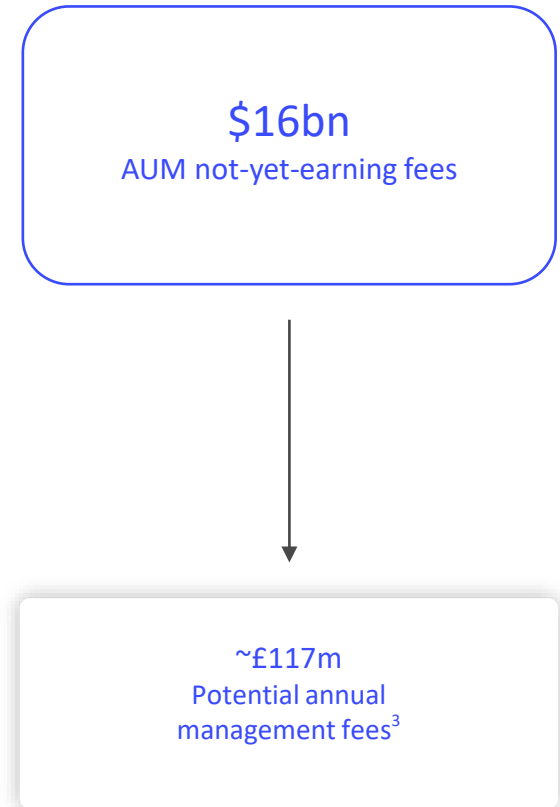 $16bn
AUM not-yet-earning fees
~£117m
Potential annual
management fees³